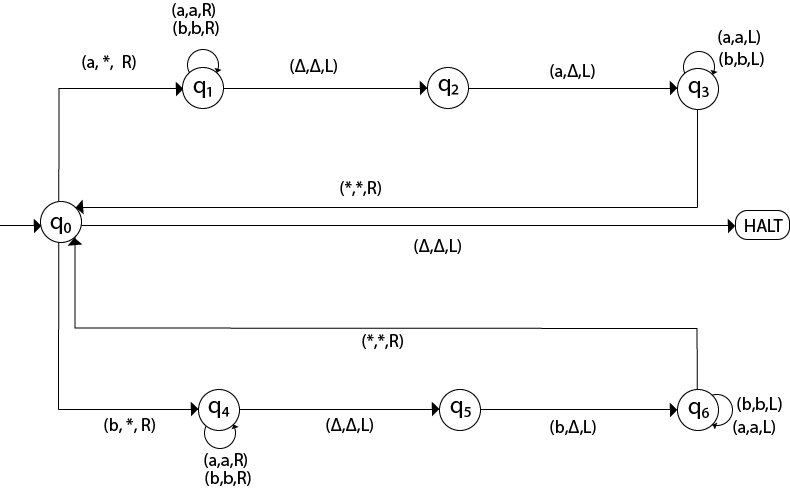 (a,a,R)
(b,b,R)
(a, *, R)
(Δ,Δ,L)
(a,Δ,L)
(a,a,L)
(b,b,L)
q1
q2
q3
(*,*,R)
q0
HALT
(Δ,Δ,L)
(*,*,R)
q4
q5
q6
(b,b,L)
(a,a,L)
(b, *, R)
(Δ,Δ,L)
(b,Δ,L)
(a,a,R)
(b,b,R)